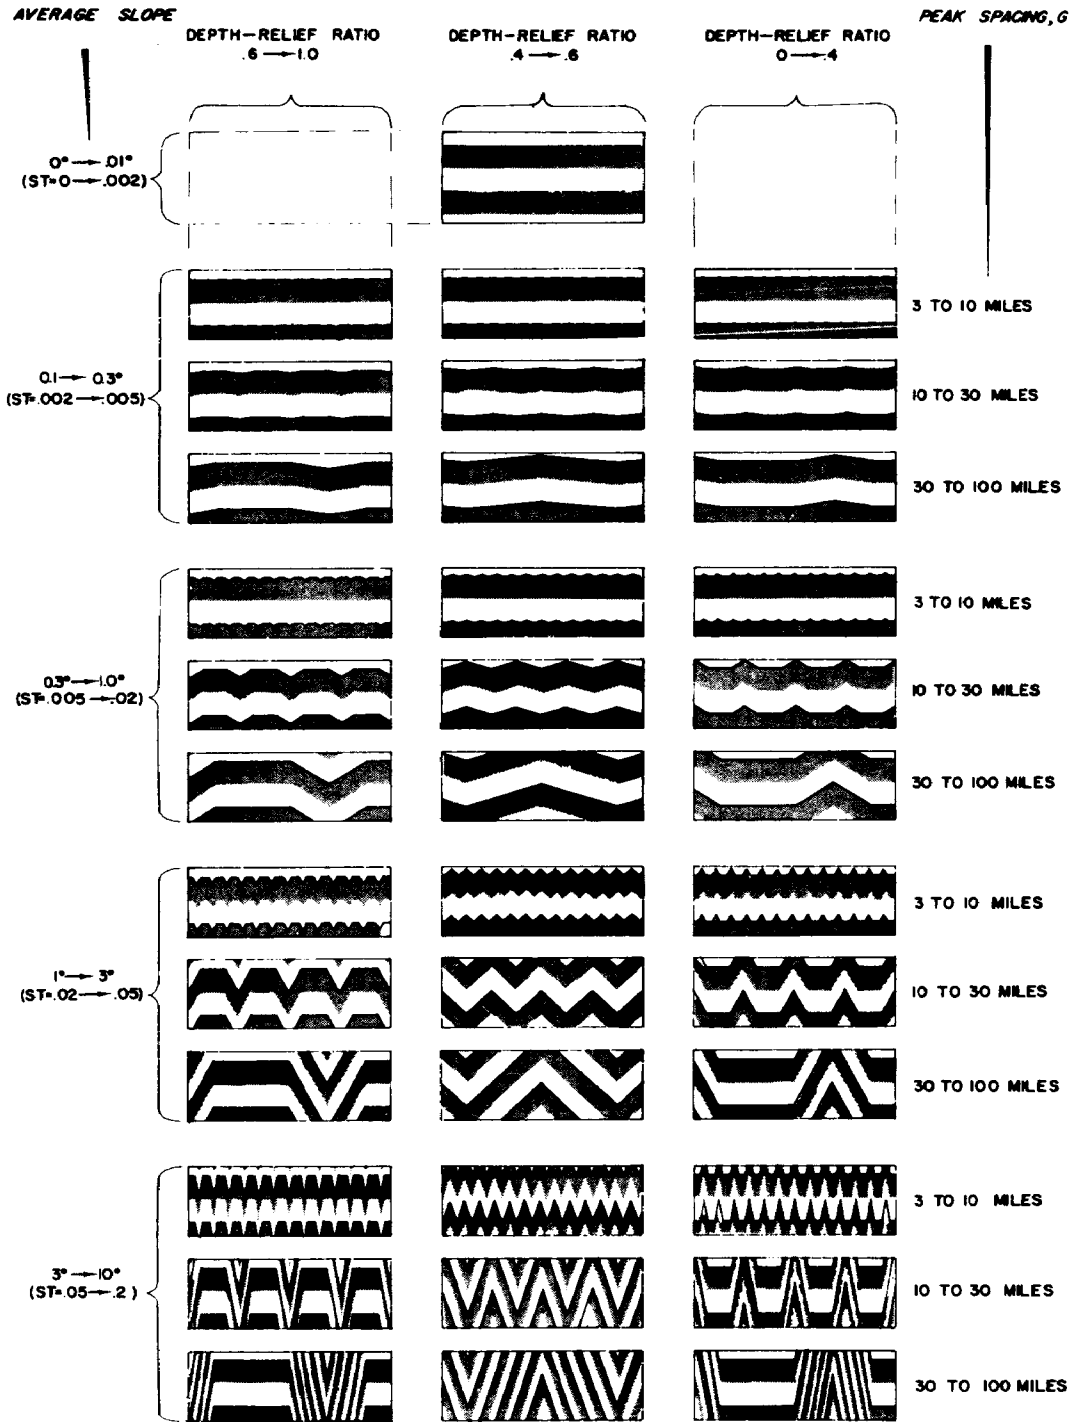 AVERAGE SLOPE
PEAK SPACING, G
DEPTH-RELIEF RATIO
.6 → 1.0
DEPTH-RELIEF RATIO
.4 → .6
DEPTH-RELIEF RATIO
0 → .4
0° → .01°
(ST=0 → .002)
3 TO 10 MILES
0.1 → 0.3°
(ST=.002 → .005)
10 TO 30 MILES
30 TO 100 MILES
3 TO 10 MILES
0.3° → 1.0°
(ST=.005 → .02)
10 TO 30 MILES
30 TO 100 MILES
3 TO 10 MILES
1° → 3°
(ST=.02 → .05)
10 TO 30 MILES
30 TO 100 MILES
3 TO 10 MILES
3° → 10°
(ST=.05 → .2)
10 TO 30 MILES
30 TO 100 MILES